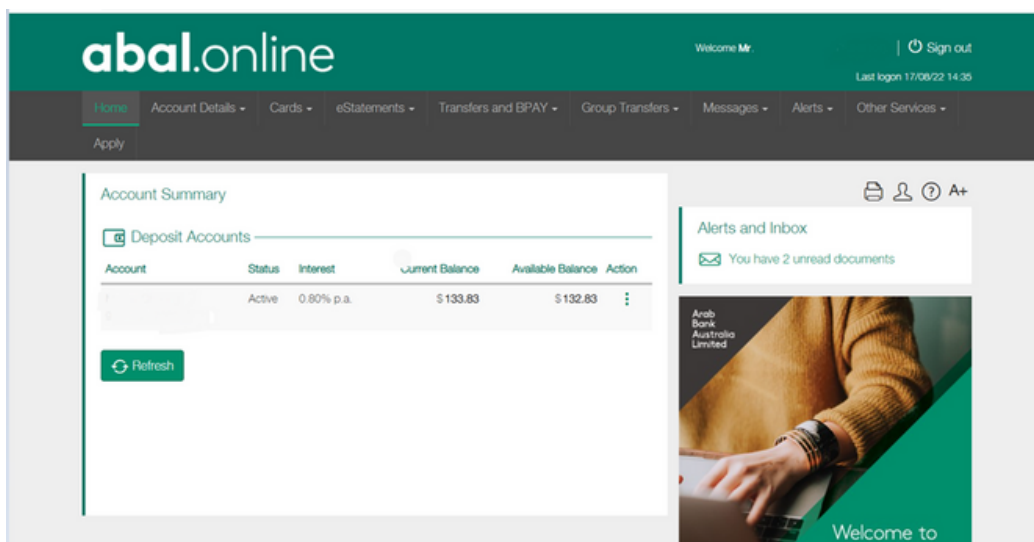 abal.online
Welcome Mr.
Sign out
Last logon 17/08/22 14:35
Home Account Details Cards eStatements Transfers and BPAY Group Transfers Messages Alerts Other Services
Apply
Account Summary
A+
Deposit Accounts
Account Status Interest Current Balance Available Balance Action
Active 0.80% p.a. $133.83 $132.83
Refresh
Alerts and Inbox
You have 2 unread documents
Arab
Bank
Australia
Limited
Welcome to